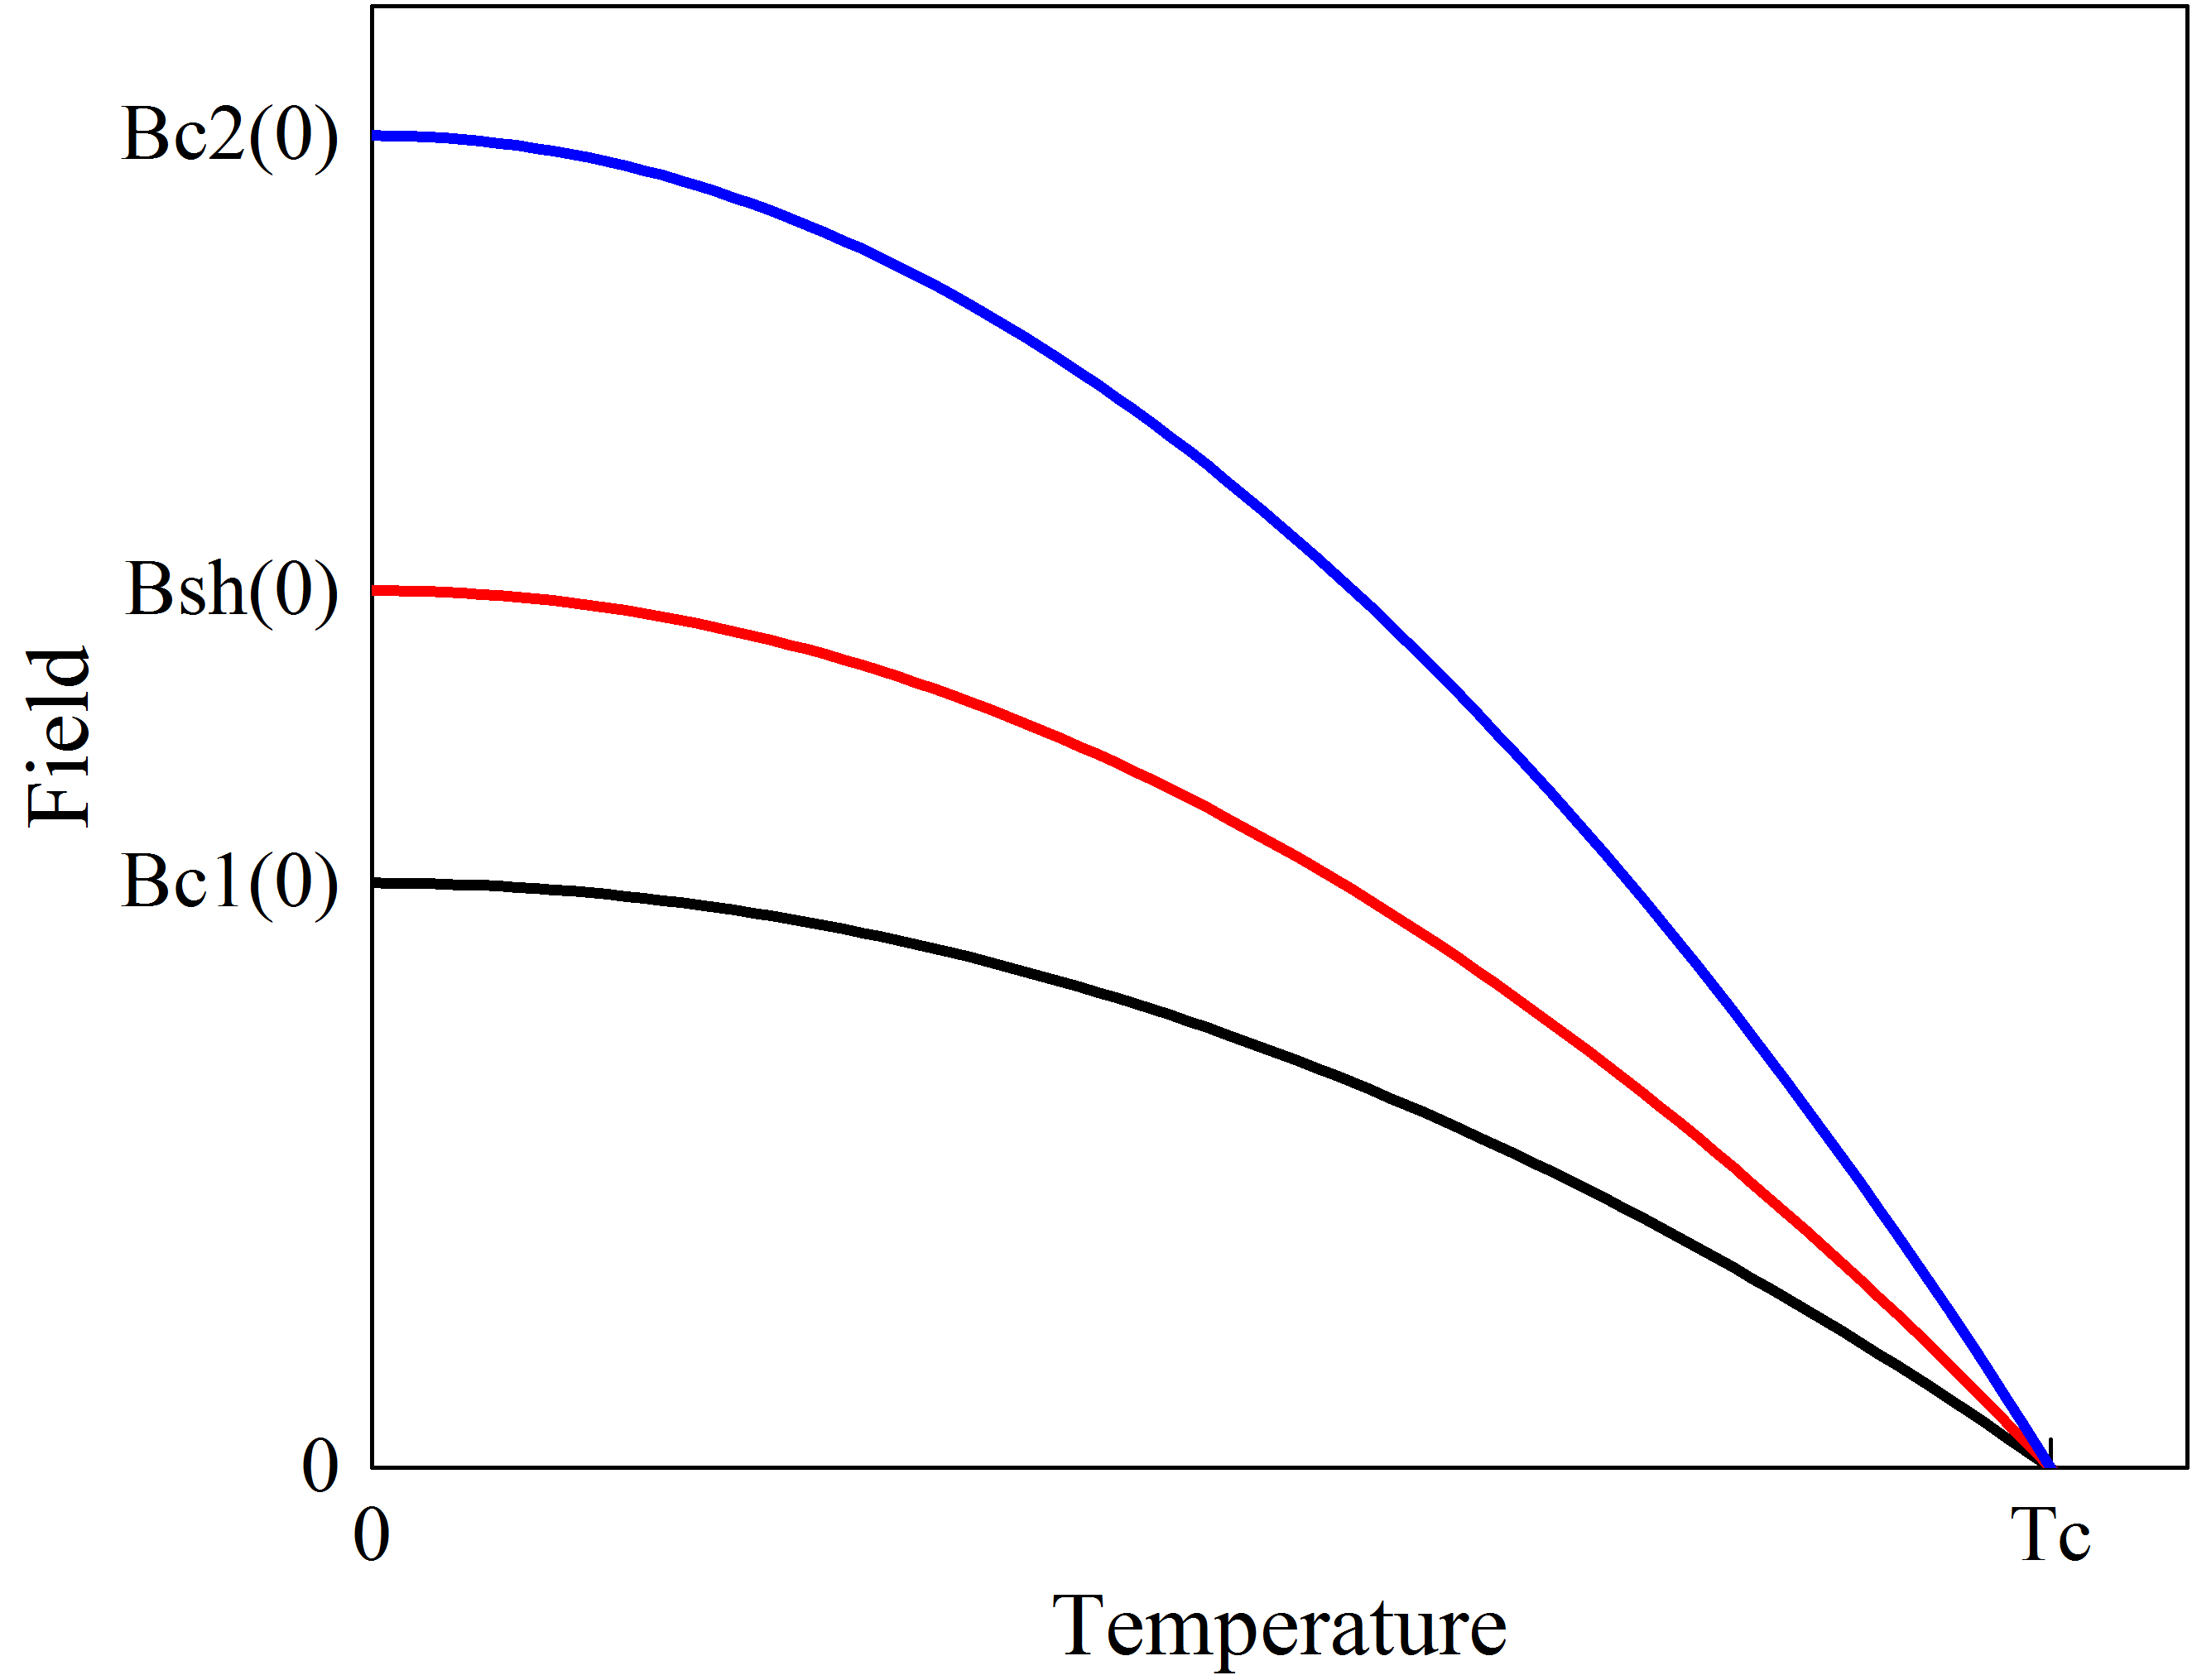 Bc2(0)
Bsh(0)
Field
Bc1(0)
0
0
Tc
Temperature